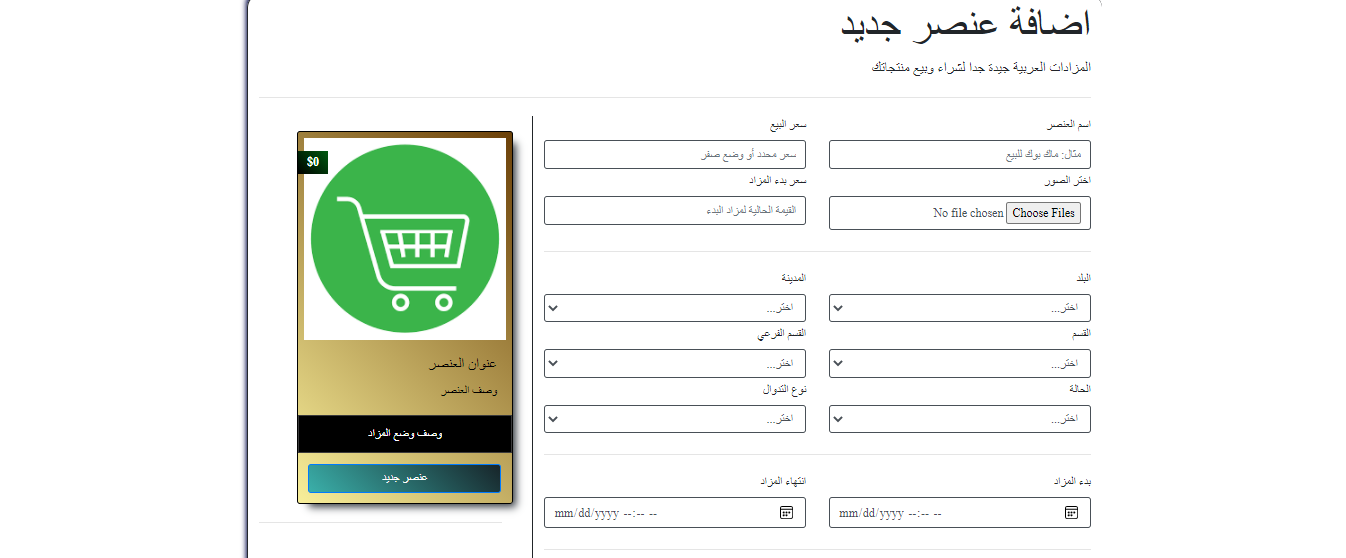 اضافة عنصر جديد
المزادات العربية جيدة جدا لشراء وبيع منتجاتك
اسم العنصر
سعر البيع
مثال: ماك بوك للبيع
سعر محدد أو وضع صفر
اختر الصور
سعر بدء المزاد
Choose Files No file chosen
القيمة الحالية لمزاد البدء
البلد
المدينة
اختر...
اختر...
القسم
القسم الفرعي
اختر...
اختر...
الحالة
نوع التدوال
اختر...
اختر...
بدء المزاد
انتهاء المزاد
mm/dd/yyyy --:-- --
mm/dd/yyyy --:-- --
$0
عنوان العنصر
وصف العنصر
وصف وضع المزاد
عنصر جديد